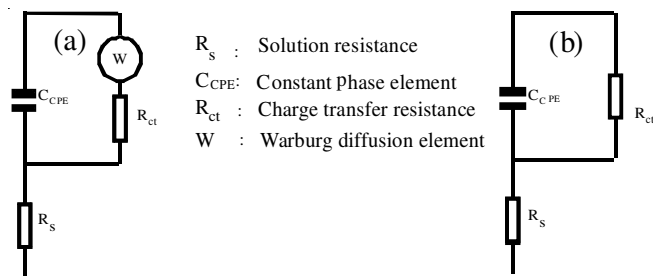 (a)
W
C_CPE
R_ct
R_s
R_s : Solution resistance
C_CPE: Constant phase element
R_ct : Charge transfer resistance
W : Warburg diffusion element
(b)
C_CPE
R_ct
R_s